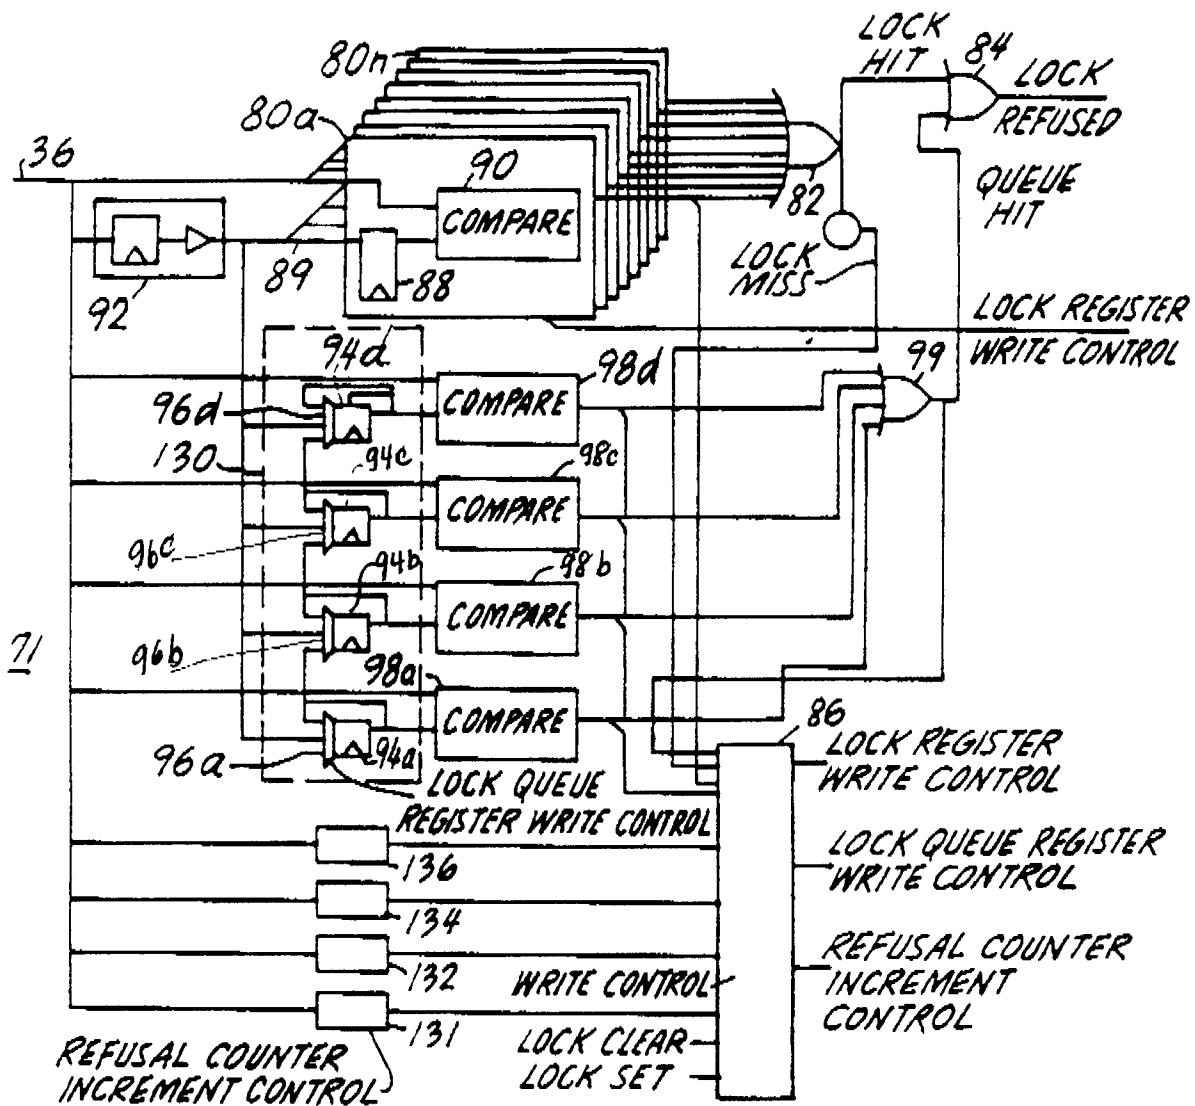 80n
LOCK
HIT
84
LOCK
REFUSED
80a
36
90
COMPARE
82
QUEUE
HIT
89
88
LOCK
MISS
92
LOCK REGISTER
WRITE CONTROL
94d
COMPARE
98d
99
96d
130
94c
98c
COMPARE
96c
94b
98b
COMPARE
71
96b
98a
COMPARE
86
96a
94a
LOCK QUEUE
REGISTER WRITE CONTROL
LOCK REGISTER
WRITE CONTROL
136
LOCK QUEUE REGISTER
WRITE CONTROL
134
132
WRITE CONTROL
REFUSAL COUNTER
INCREMENT
CONTROL
131
REFUSAL COUNTER
INCREMENT CONTROL
LOCK CLEAR
LOCK SET